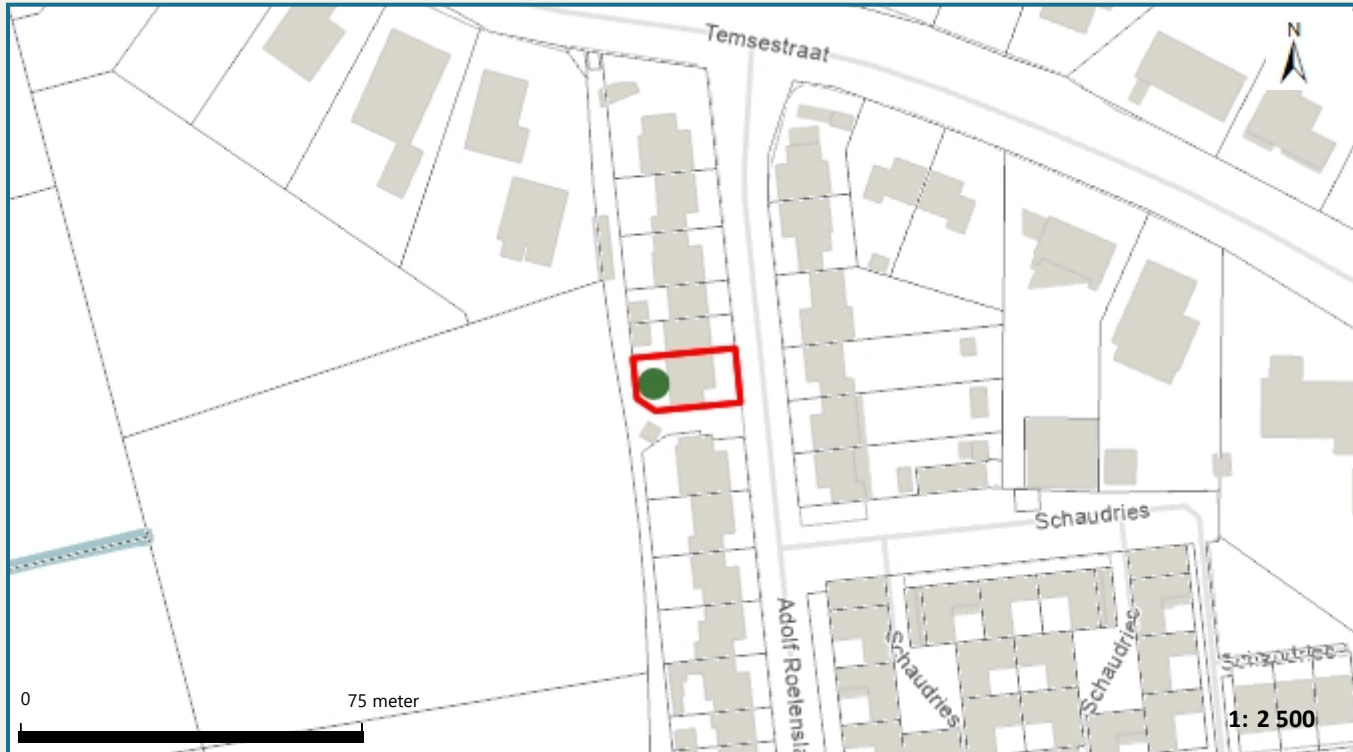 Temsestraat
N
Schaudries
Adolf Roelensl
Schaudries
Schaudries
0
75 meter
1: 2 500